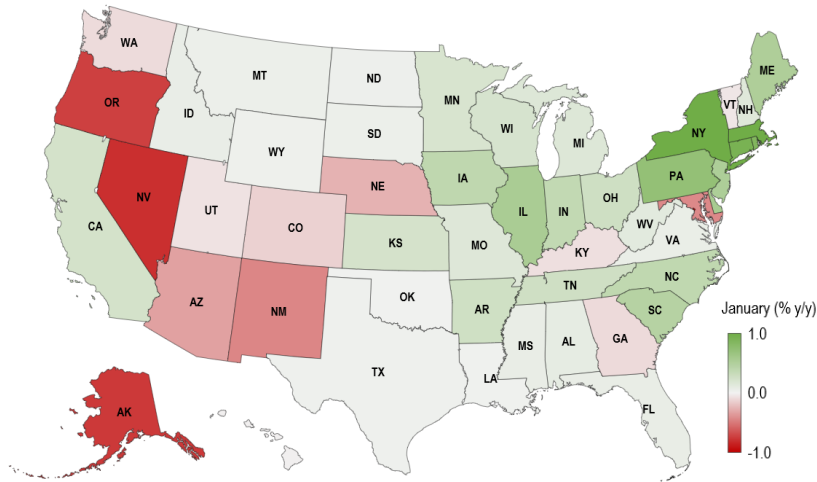 WA
MT
ND
MN
ME
OR
ID
SD
WI
VT
NH
WY
MI
NY
NV
NE
IA
PA
UT
CO
IL
IN
OH
CA
KS
MO
WV
KY
VA
AZ
NM
OK
AR
TN
NC
MS
AL
GA
SC
TX
LA
FL
AK
January (% y/y)
1.0
0.0
-1.0